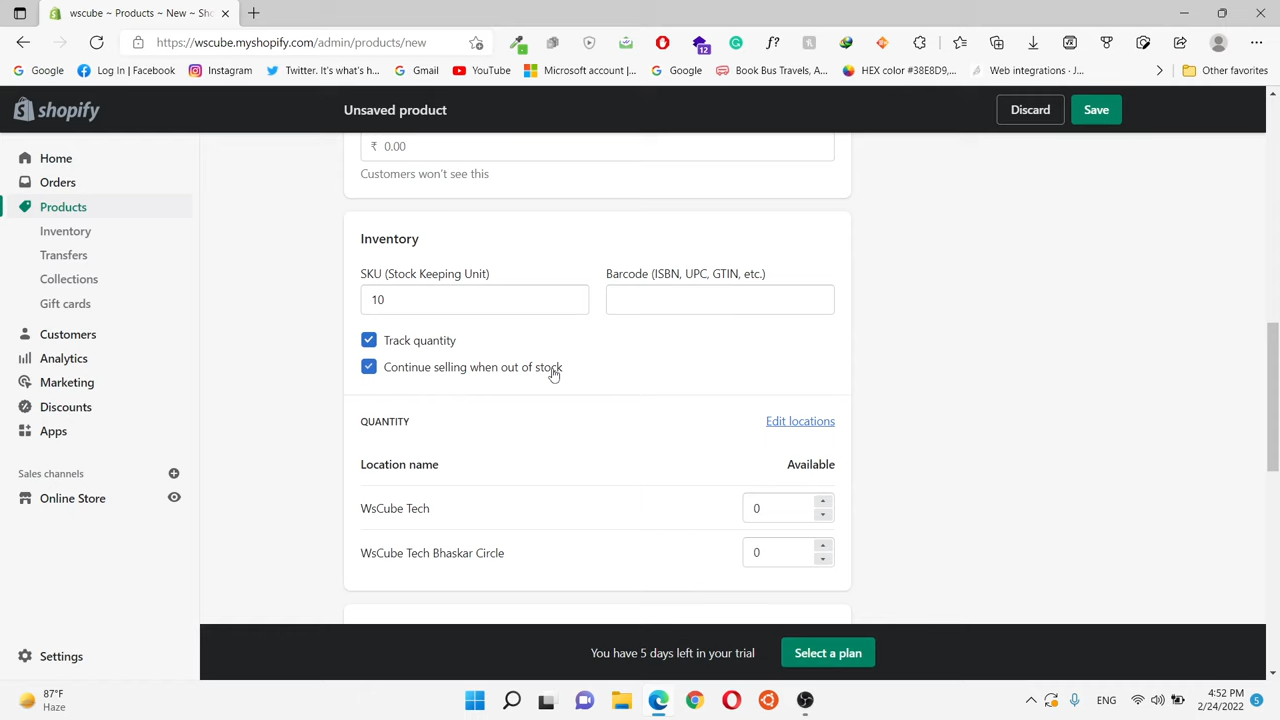 wscube ~ Products ~ New ~ Sho
https://wscube.myshopify.com/admin/products/new
12
f?
Google
Log In | Facebook
Instagram
Twitter. It's what's h...
Gmail
YouTube
Microsoft account |...
Google
Book Bus Travels, A...
HEX color #38E8D9,...
Web integrations · J...
Other favorites
shopify
Unsaved product
Discard
Save
Home
Orders
Products
Inventory
Transfers
Collections
Gift cards
Customers
Analytics
Marketing
Discounts
Apps
Sales channels
Online Store
Settings
₹ 0.00
Customers won't see this
Inventory
SKU (Stock Keeping Unit)
Barcode (ISBN, UPC, GTIN, etc.)
10
Track quantity
Continue selling when out of stock
QUANTITY
Edit locations
Location name
Available
WsCube Tech
0
WsCube Tech Bhaskar Circle
0
You have 5 days left in your trial
Select a plan
87°F
Haze
ENG
4:52 PM
2/24/2022
5